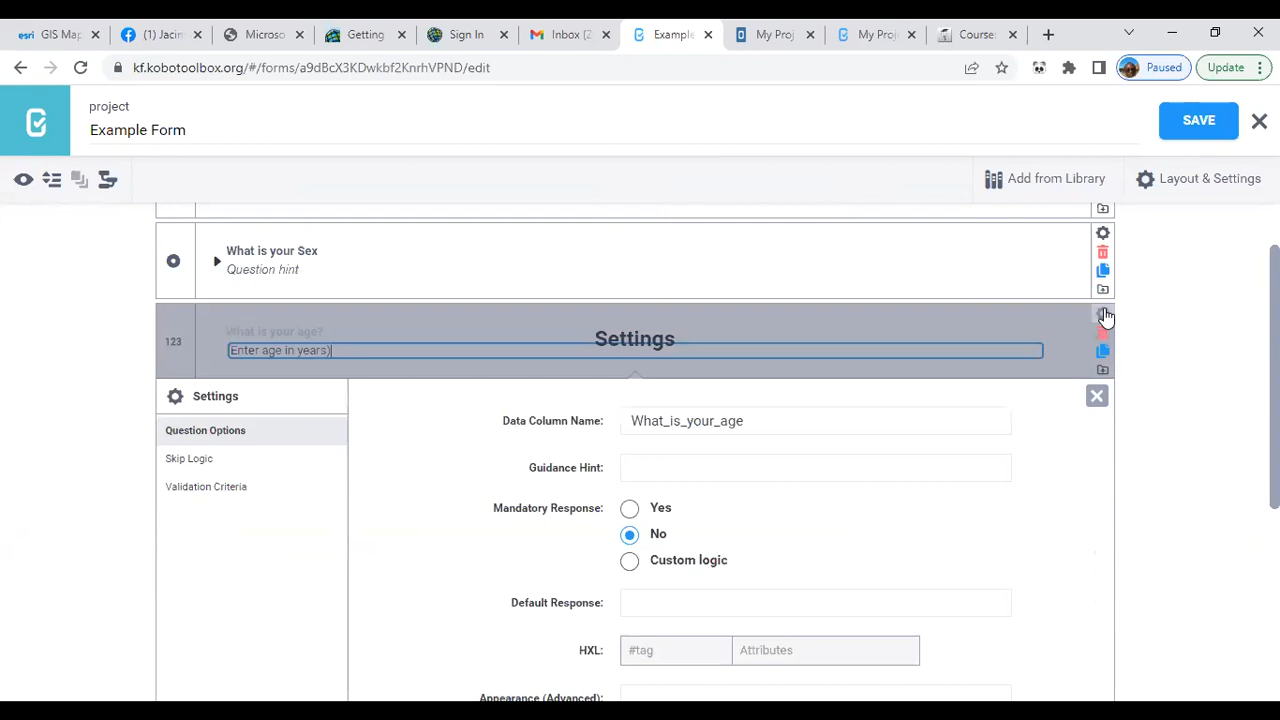 esri GIS Map
(1) Jacin
Microso
Getting
Sign In
Inbox (2
Example
My Proj
My Proj
Course
kf.kobotoolbox.org/#/forms/a9dBcX3KDwkbf2KnrhVPND/edit
Paused
Update
project
Example Form
SAVE
Add from Library
Layout & Settings
What is your Sex
Question hint
123
What is your age?
Enter age in years)
Settings
Settings
Question Options
Skip Logic
Validation Criteria
Data Column Name:
What_is_your_age
Guidance Hint:
Mandatory Response:
Yes
No
Custom logic
Default Response:
HXL:
#tag
Attributes
Appearance (Advanced):